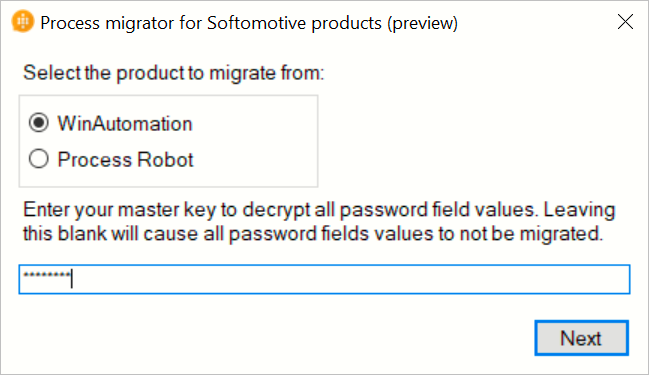 Process migrator for Softomotive products (preview)
Select the product to migrate from:
WinAutomation
Process Robot
Enter your master key to decrypt all password field values. Leaving
this blank will cause all password fields values to not be migrated.
********
Next